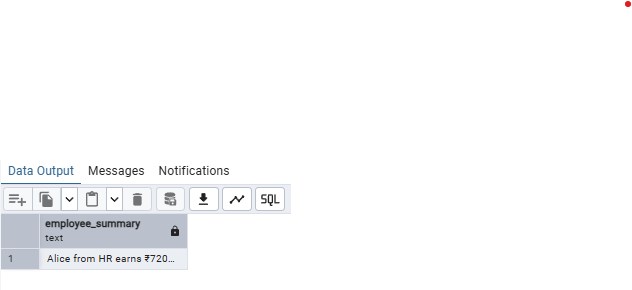 Data Output Messages Notifications
SQL
employee_summary
text
1 Alice from HR earns ₹720...